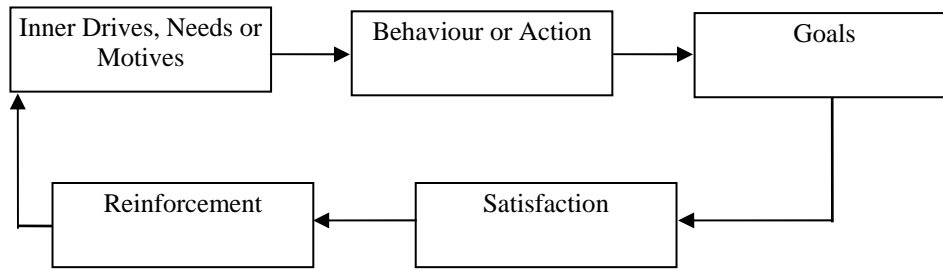 Inner Drives, Needs or
Motives
Behaviour or Action
Goals
Reinforcement
Satisfaction